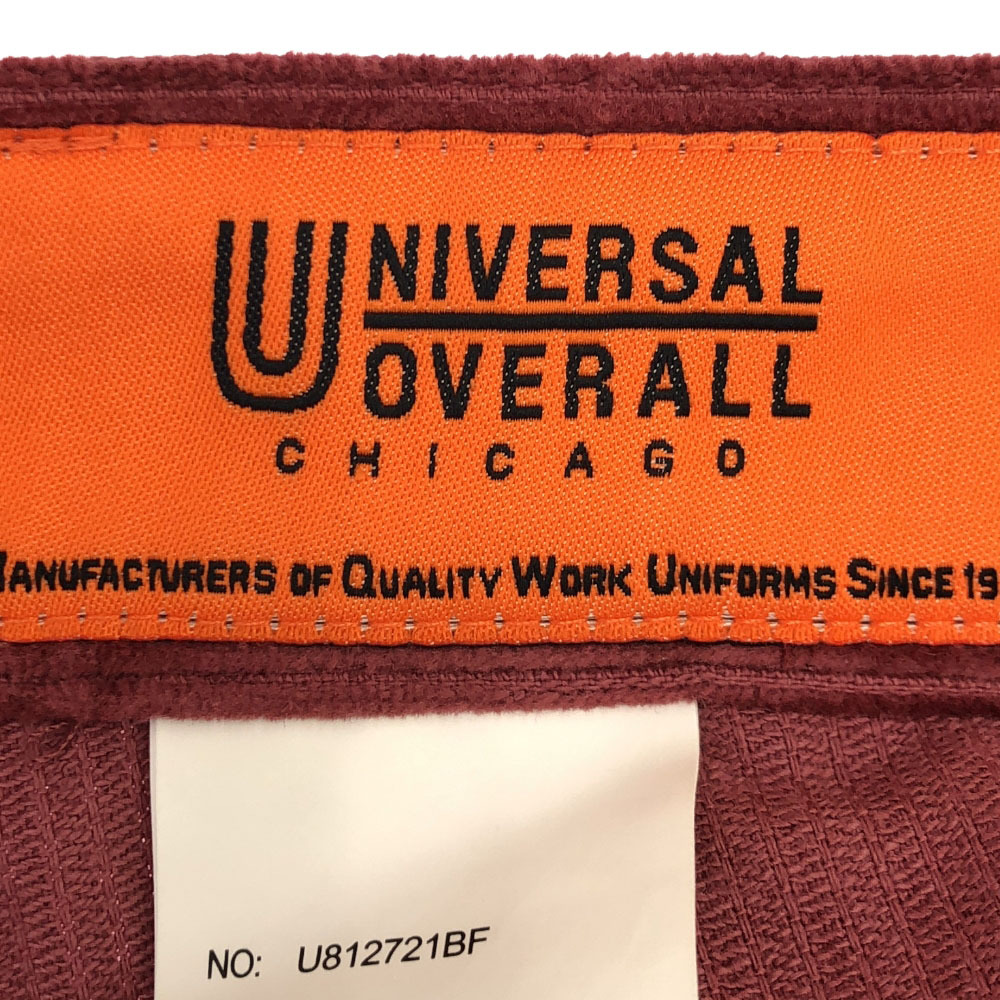 UNIVERSAL
OVERALL
CHICAGO
MANUFACTURERS OF QUALITY WORK UNIFORMS SINCE 19
NO: U812721BF